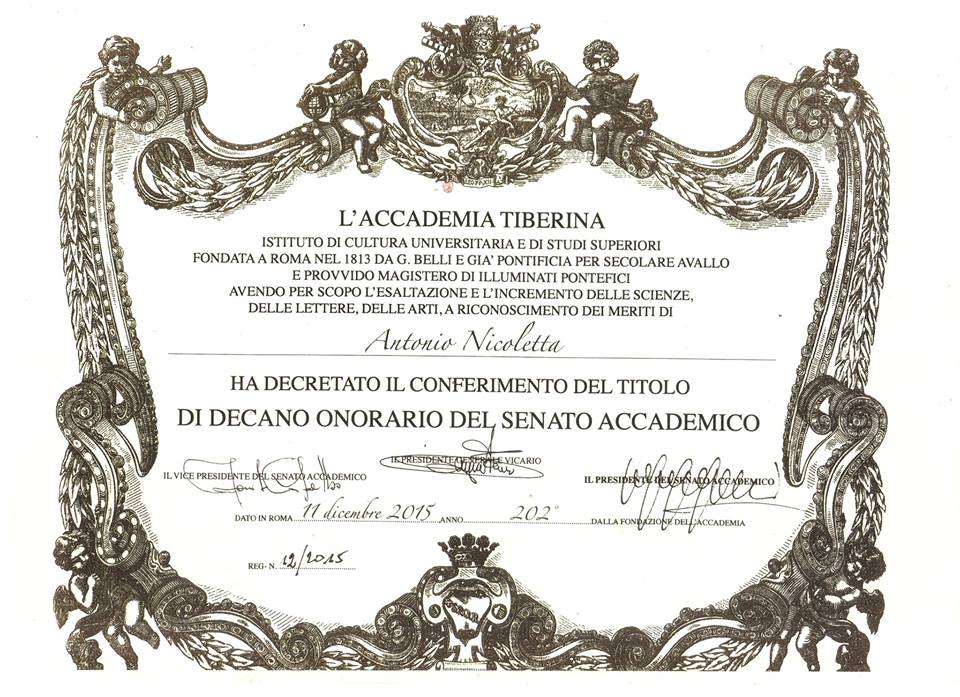 LEO PP. XII
L'ACCADEMIA TIBERINA
ISTITUTO DI CULTURA UNIVERSITARIA E DI STUDI SUPERIORI
FONDATA A ROMA NEL 1813 DA G. BELLI E GIA' PONTIFICIA PER SECOLARE AVALLO
E PROVVIDO MAGISTERO DI ILLUMINATI PONTEFICI
AVENDO PER SCOPO L'ESALTAZIONE E L'INCREMENTO DELLE SCIENZE,
DELLE LETTERE, DELLE ARTI, A RICONOSCIMENTO DEI MERITI DI
Antonio Nicoletta
HA DECRETATO IL CONFERIMENTO DEL TITOLO
DI DECANO ONORARIO DEL SENATO ACCADEMICO
IL PRESIDENTE GENERALE VICARIO
IL VICE PRESIDENTE DEL SENATO ACCADEMICO
IL PRESIDENTE DEL SENATO ACCADEMICO
DATO IN ROMA 11 dicembre 2015 ANNO 202° DALLA FONDAZIONE DELL'ACCADEMIA
REG- N. 12/2015